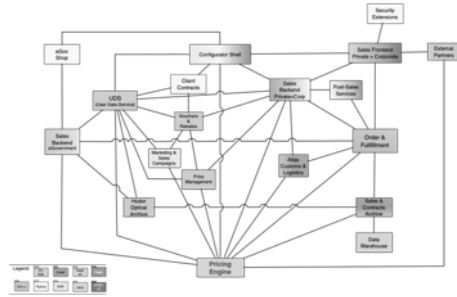 Security
Extensions
eGov
Shop
Configurator Shell
Sales Frontend
Private + Corporate
External
Partners
Client
Contracts
Sales
Backend
Private+Corp
Post-Sales
Services
UDS
(User Data Service)
Vouchers
&
Rebates
Sales
Backend
eGovernment
Order &
Fulfillment
Marketing &
Sales
Campaigns
Atlas
Customs &
Logistics
Price
Management
Hodor
Optical
Archive
Sales &
Contracts
Archive
Data
Warehouse
Pricing
Engine
Legend